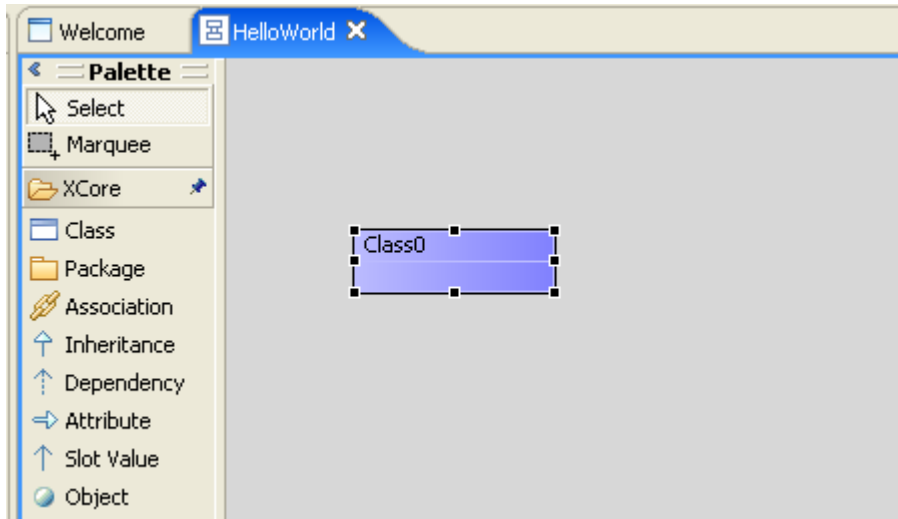 Welcome
HelloWorld
Palette
Select
Marquee
XCore
Class
Package
Association
Inheritance
Dependency
Attribute
Slot Value
Object
Class0